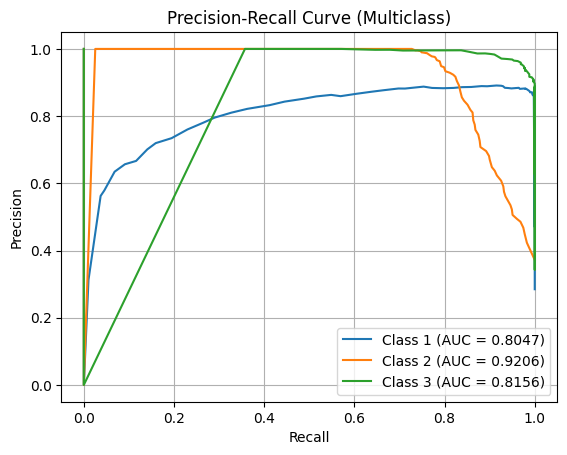 Precision-Recall Curve (Multiclass)
1.0
0.8
0.6
0.4
0.2
0.0
Precision
Class 1 (AUC = 0.8047)
Class 2 (AUC = 0.9206)
Class 3 (AUC = 0.8156)
0.0 0.2 0.4 0.6 0.8 1.0
Recall